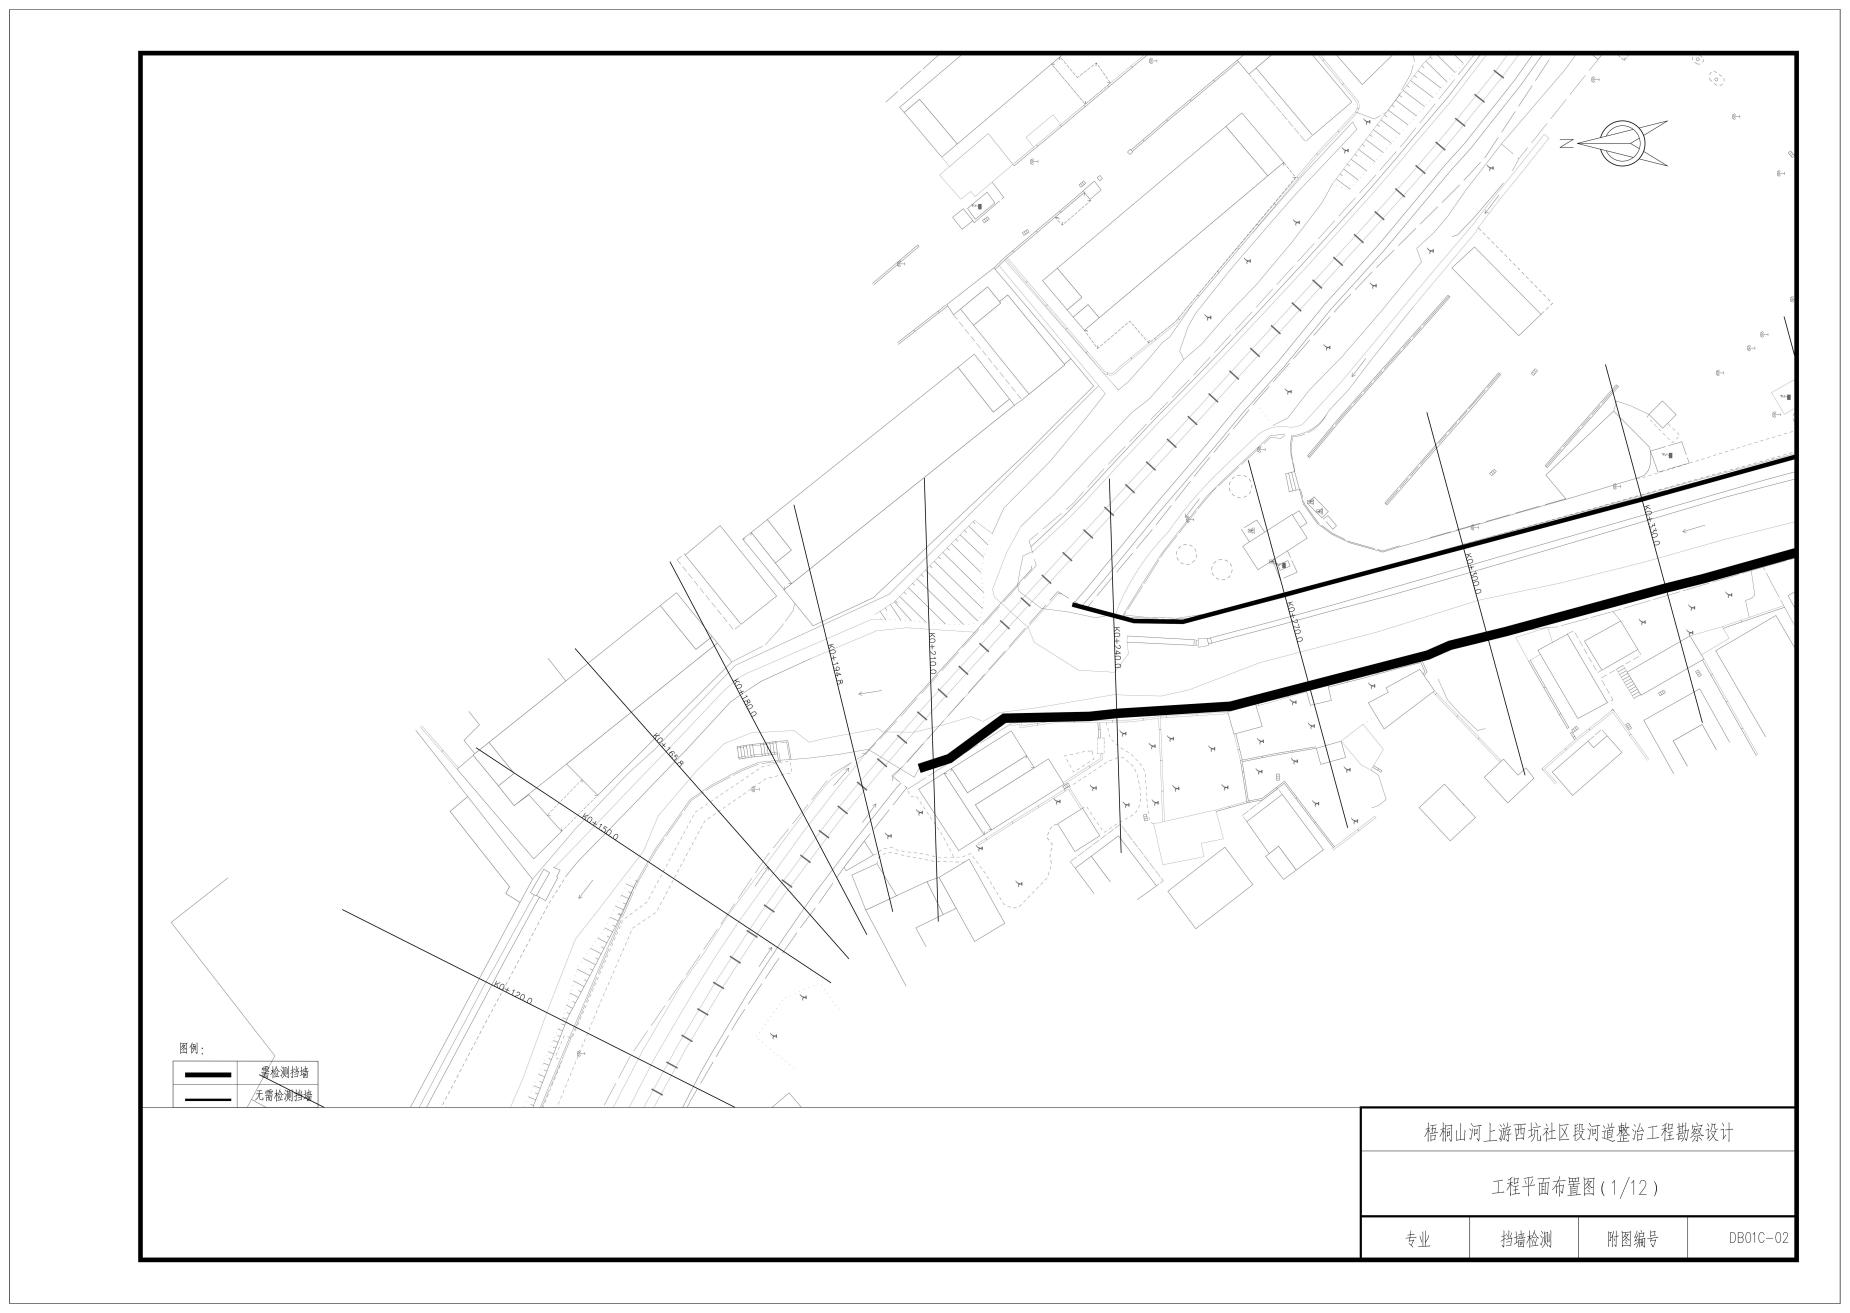 N
K0+330.0
K0+300.0
K0+270.0
K0+240.0
K0+210.0
K0+194.8
K0+180.0
K0+165.8
K0+150.0
K0+120.0
图例：
需检测挡墙
无需检测挡墙
梧桐山河上游西坑社区段河道整治工程勘察设计
工程平面布置图(1/12)
专业 挡墙检测 附图编号 DB01C-02